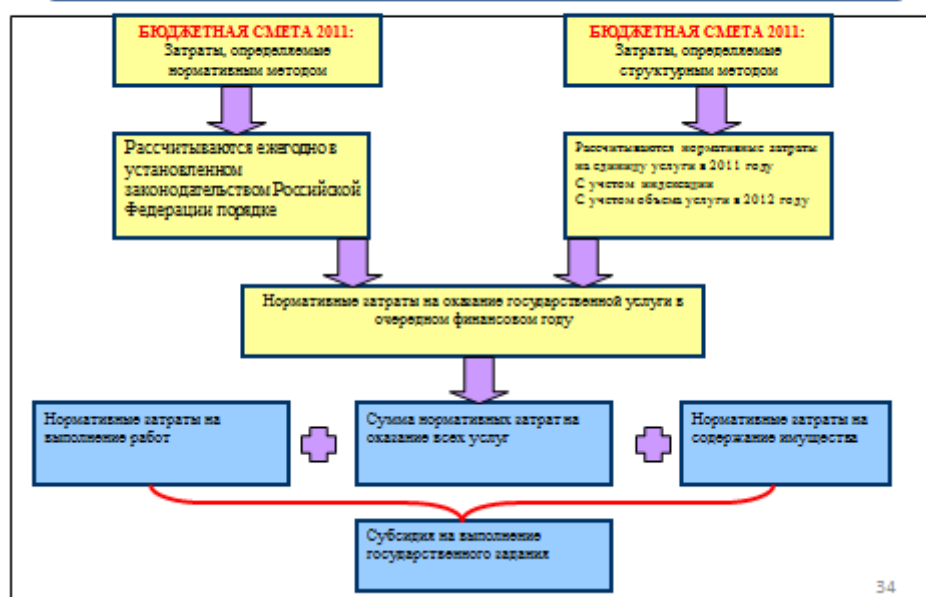 БЮДЖЕТНАЯ СМЕТА 2011:
Затраты, определяемые
нормативным методом
БЮДЖЕТНАЯ СМЕТА 2011:
Затраты, определяемые
структурным методом
Рассчитываются ежегодно в
установленном
законодательством Российской
Федерации порядке
Рассчитываются нормативные затраты
на единицу услуги в 2011 году
С учетом индексации
С учетом объема услуги в 2012 году
Нормативные затраты на оказание государственной услуги в
очередном финансовом году
Нормативные затраты на
выполнение работ
Сумма нормативных затрат на
оказание всех услуг
Нормативные затраты на
содержание имущества
Субсидия на выполнение
государственного задания
34